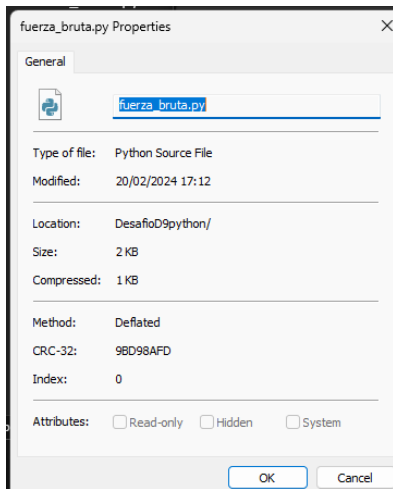 fuerza_bruta.py Properties
General
fuerza_bruta.py
Type of file: Python Source File
Modified: 20/02/2024 17:12
Location: DesafioD9python/
Size: 2 KB
Compressed: 1 KB
Method: Deflated
CRC-32: 9BD98AFD
Index: 0
Attributes: Read-only Hidden System
OK Cancel